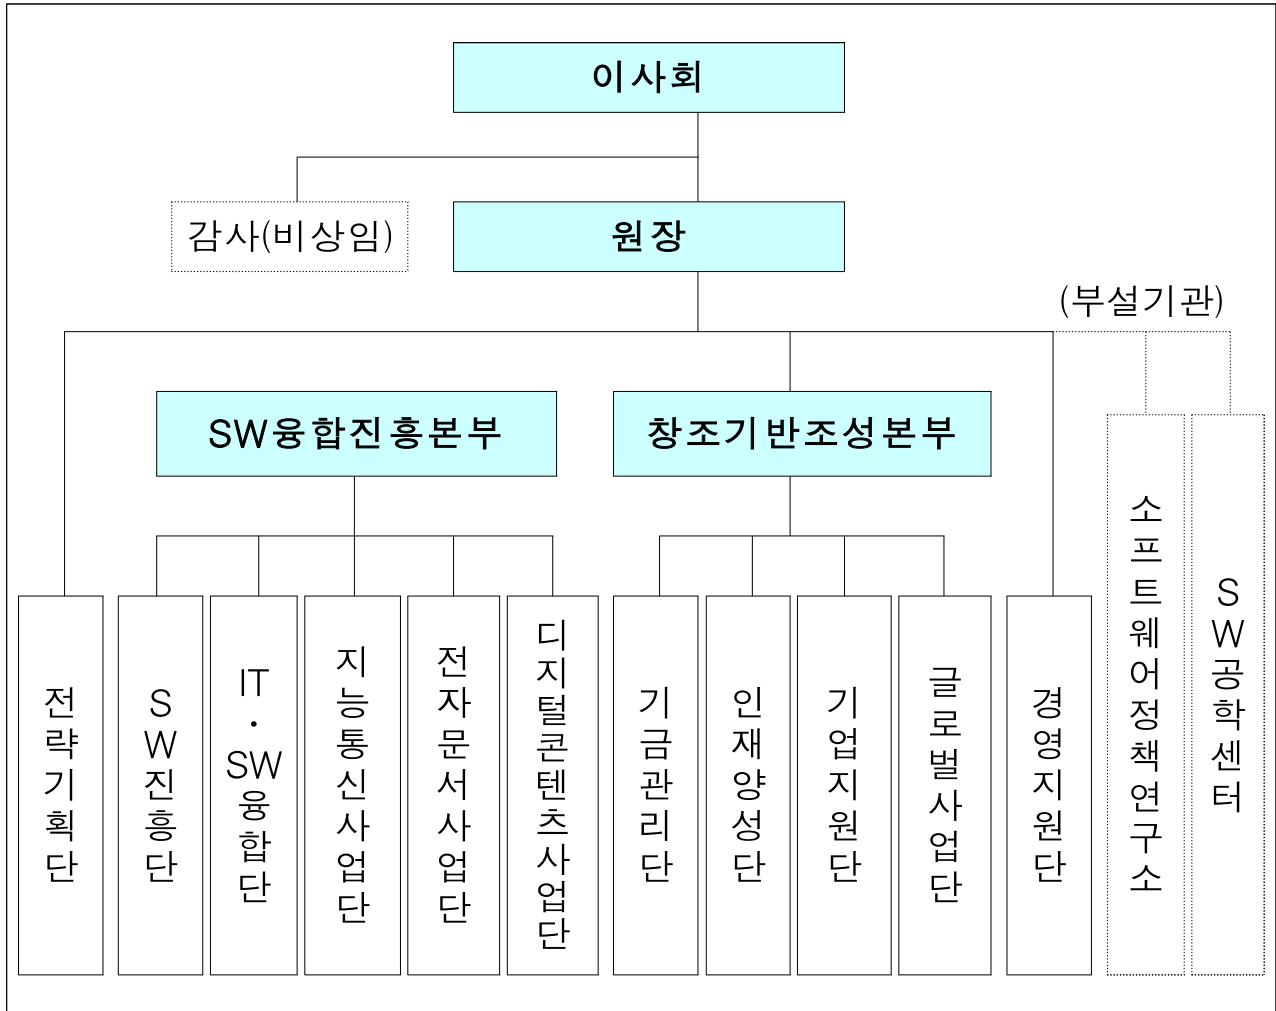 이사회
감사(비상임)
원장
(부설기관)
SW융합진흥본부
창조기반조성본부
전략기획단
SW진흥단
IT·SW융합단
지능통신사업단
전자문서사업단
디지털콘텐츠사업단
기금관리단
인재양성단
기업지원단
글로벌사업단
경영지원단
소프트웨어정책연구소
SW공학센터